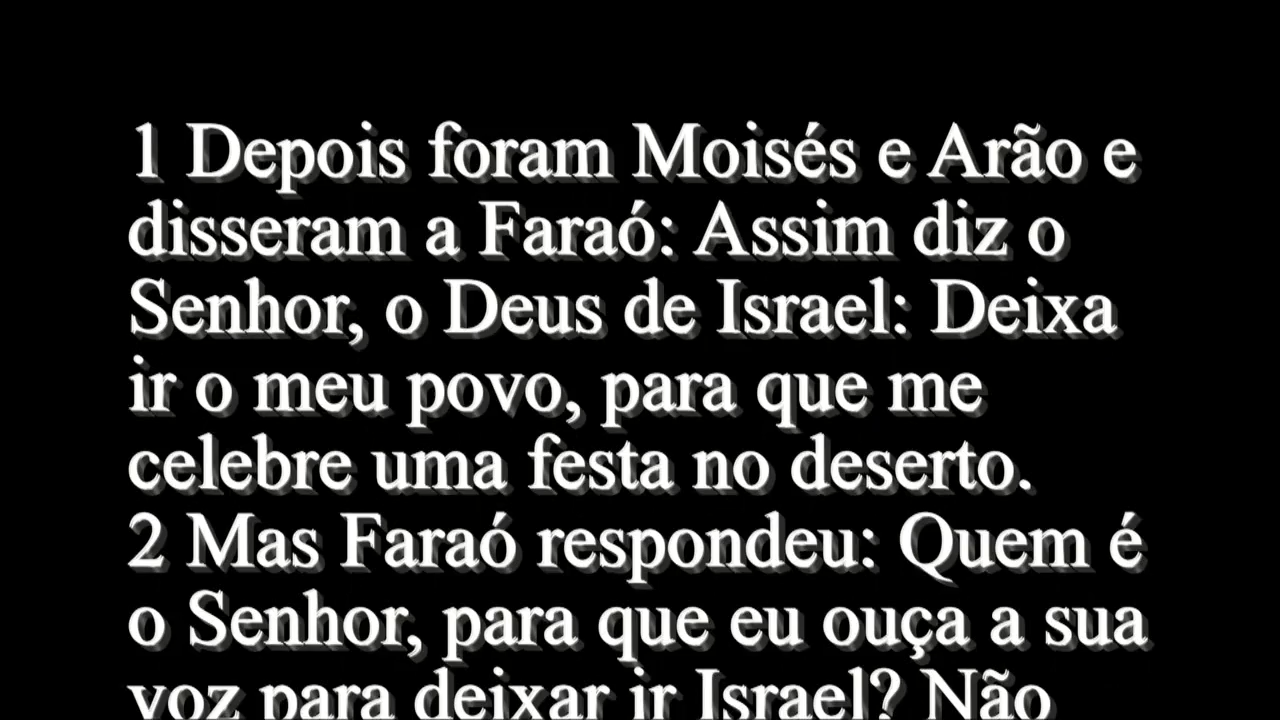 1 Depois foram Moisés e Arão e
disseram a Faraó: Assim diz o
Senhor, o Deus de Israel: Deixa
ir o meu povo, para que me
celebre uma festa no deserto.
2 Mas Faraó respondeu: Quem é
o Senhor, para que eu ouça a sua
voz para deixar ir Israel? Não